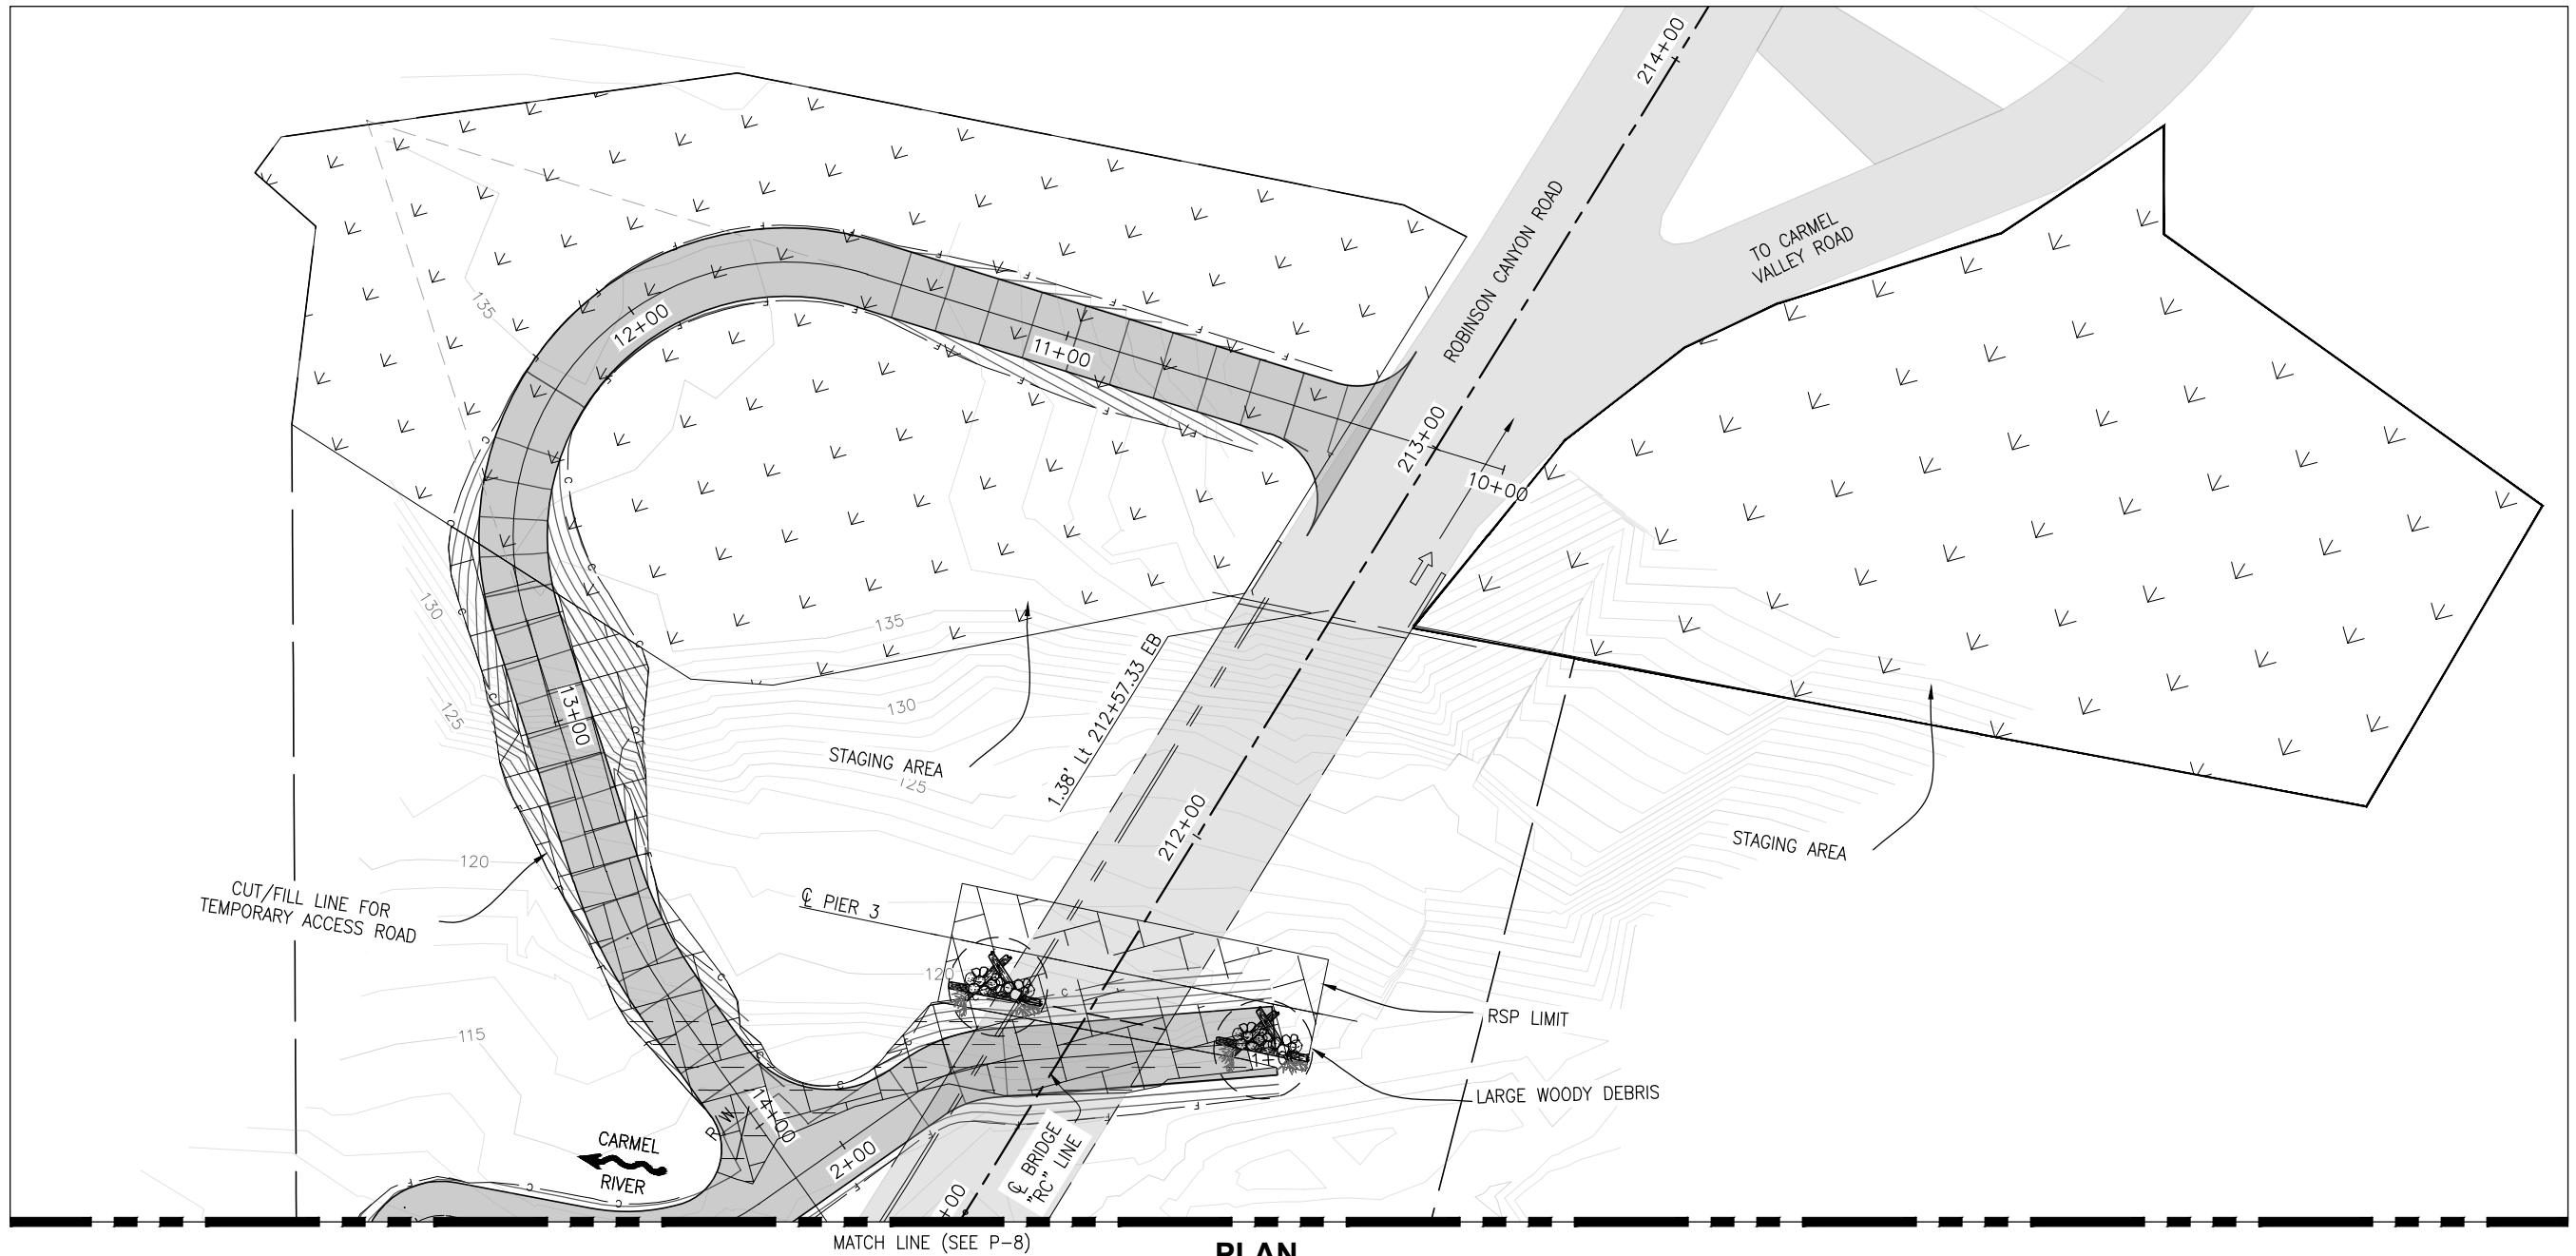 214+00
ROBINSON CANYON ROAD
TO CARMEL
VALLEY ROAD
135
12+00
11+00
213+00
10+00
130
135
1.38' Lt 212+57.33 EB
125
13+00
130
STAGING AREA
125
212+00
STAGING AREA
120
CUT/FILL LINE FOR
TEMPORARY ACCESS ROAD
℄ PIER 3
120
RSP LIMIT
115
LARGE WOODY DEBRIS
14+00
R/W
2+00
CARMEL
RIVER
℄ BRIDGE
"RC" LINE
+00
MATCH LINE (SEE P-8)
PLAN